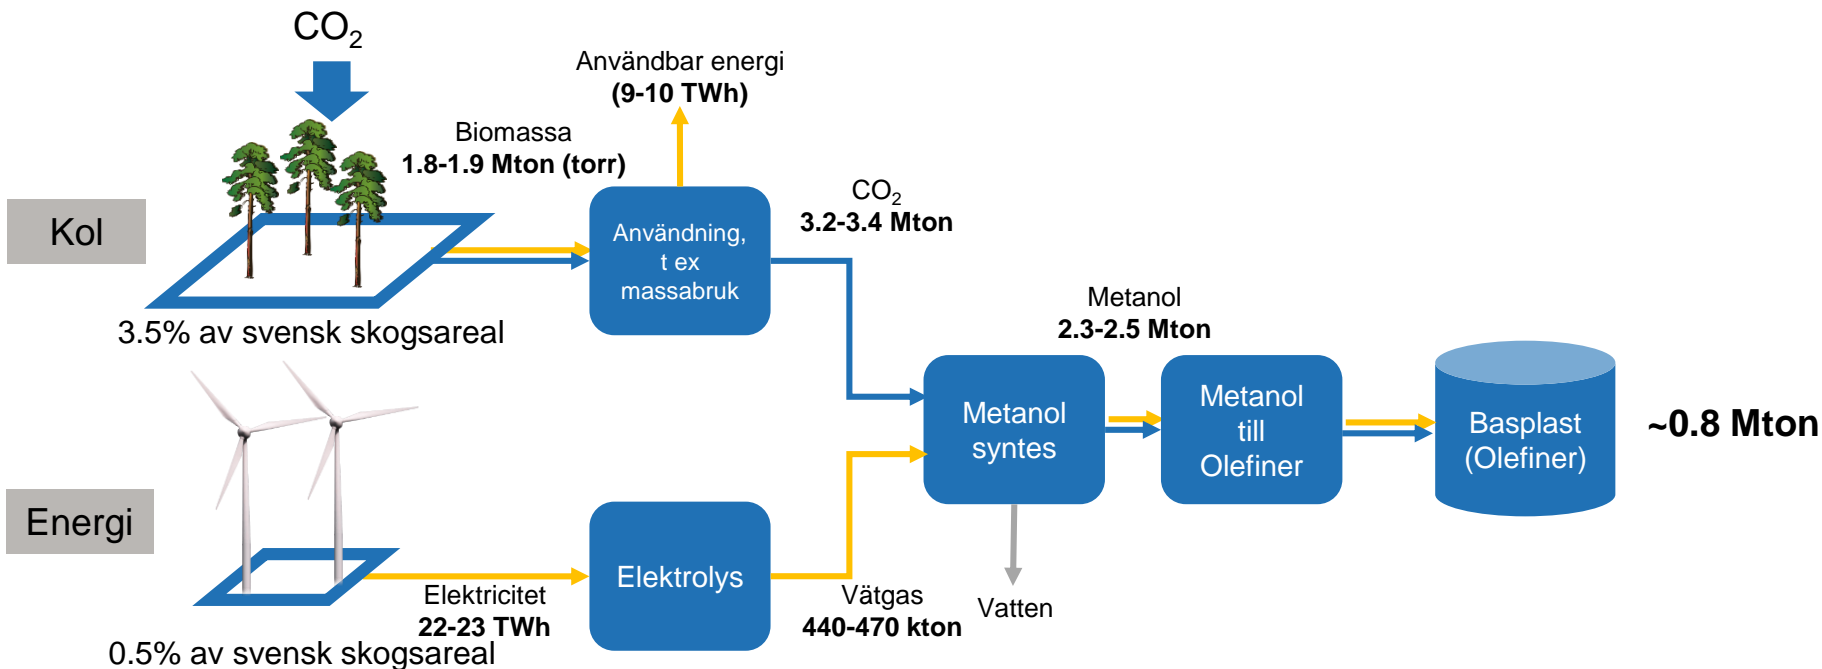 CO₂
Användbar energi
(9-10 TWh)
Biomassa
1.8-1.9 Mton (torr)
CO₂
3.2-3.4 Mton
Kol
Användning,
t ex
massabruk
3.5% av svensk skogsareal
Metanol
2.3-2.5 Mton
Metanol
syntes
Metanol
till
Olefiner
Basplast
(Olefiner)
~0.8 Mton
Energi
Elektrolys
Elektricitet
22-23 TWh
Vätgas
440-470 kton
Vatten
0.5% av svensk skogsareal